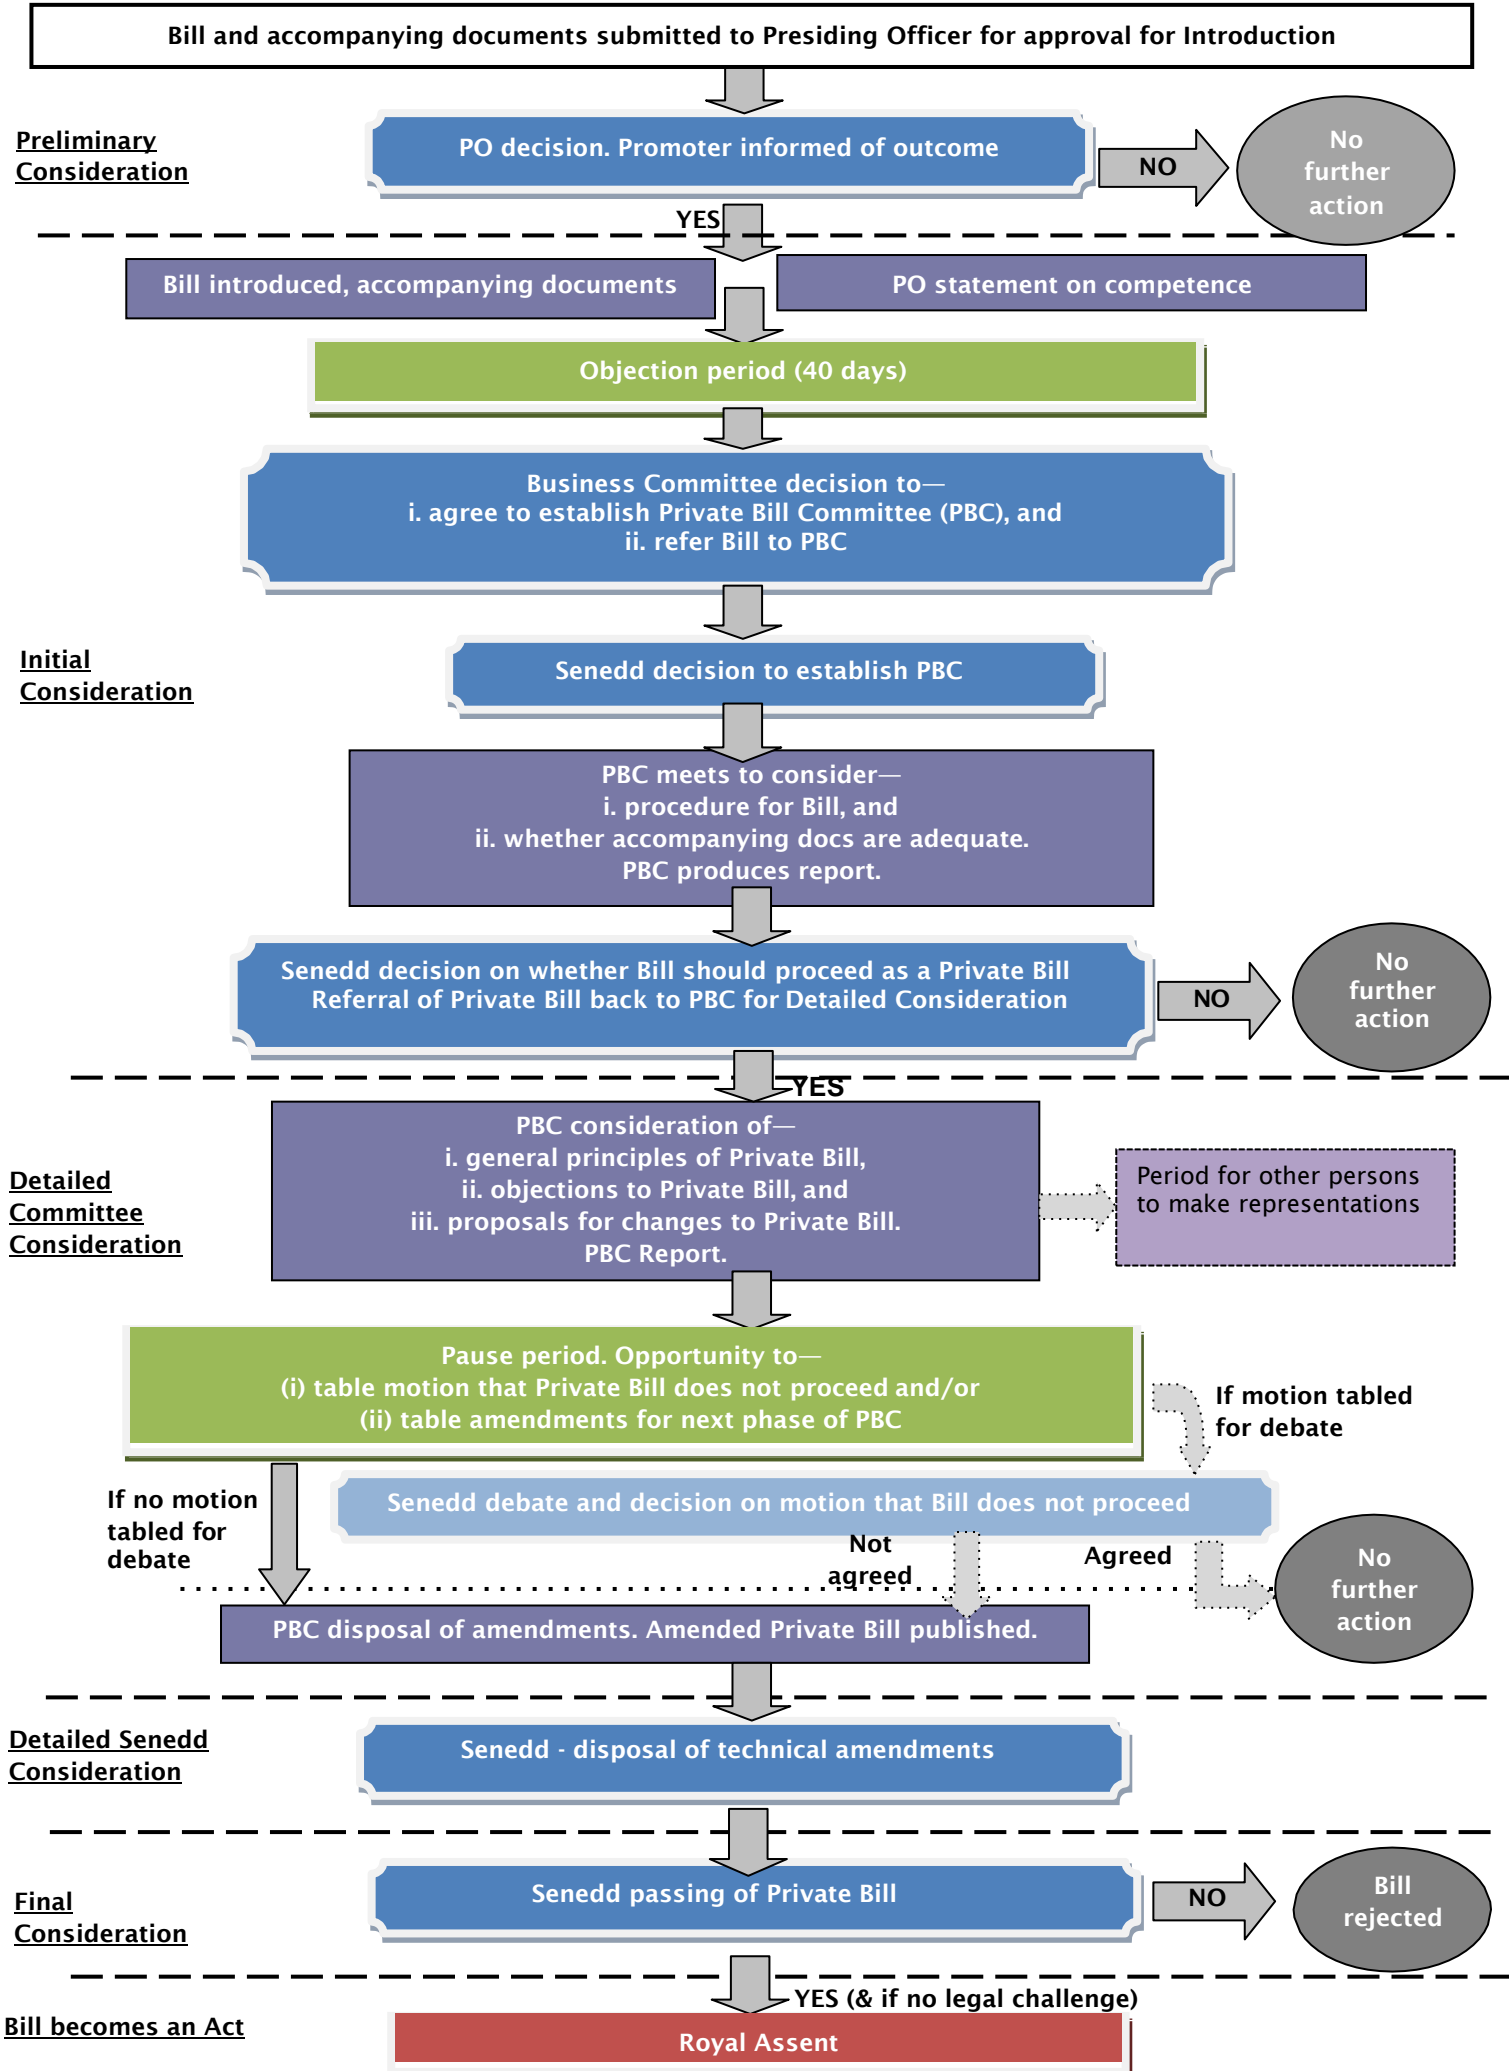 Bill and accompanying documents submitted to Presiding Officer for approval for Introduction
Preliminary
Consideration
PO decision. Promoter informed of outcome
NO
No
further
action
YES
Bill introduced, accompanying documents
PO statement on competence
Objection period (40 days)
Business Committee decision to—
i. agree to establish Private Bill Committee (PBC), and
ii. refer Bill to PBC
Initial
Consideration
Senedd decision to establish PBC
PBC meets to consider—
i. procedure for Bill, and
ii. whether accompanying docs are adequate.
PBC produces report.
Senedd decision on whether Bill should proceed as a Private Bill
Referral of Private Bill back to PBC for Detailed Consideration
NO
No
further
action
YES
Detailed
Committee
Consideration
PBC consideration of—
i. general principles of Private Bill,
ii. objections to Private Bill, and
iii. proposals for changes to Private Bill.
PBC Report.
Period for other persons
to make representations
Pause period. Opportunity to—
(i) table motion that Private Bill does not proceed and/or
(ii) table amendments for next phase of PBC
If motion tabled
for debate
If no motion
tabled for
debate
Senedd debate and decision on motion that Bill does not proceed
Not
agreed
Agreed
No
further
action
PBC disposal of amendments. Amended Private Bill published.
Detailed Senedd
Consideration
Senedd - disposal of technical amendments
Final
Consideration
Senedd passing of Private Bill
NO
Bill
rejected
YES (& if no legal challenge)
Bill becomes an Act
Royal Assent